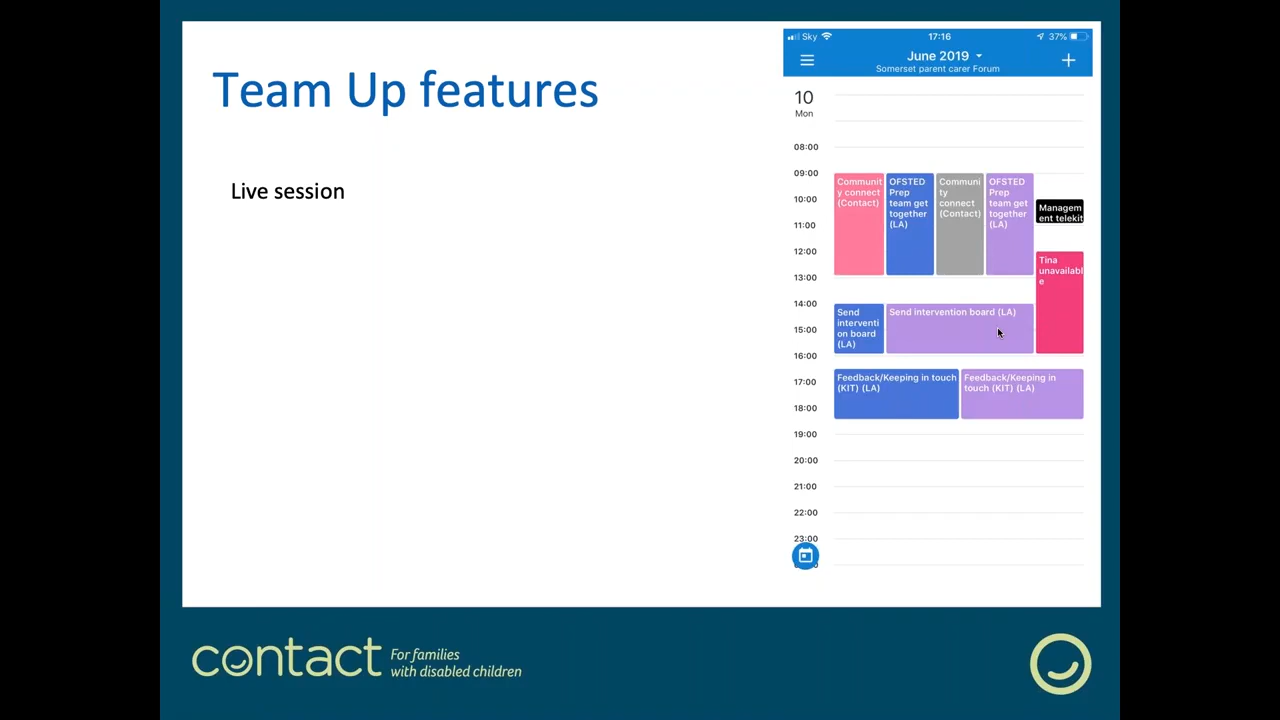 Team Up features
Live session
Sky
17:16
37%
June 2019
Somerset parent carer Forum
10
Mon
08:00
09:00
10:00
11:00
12:00
13:00
14:00
15:00
16:00
17:00
18:00
19:00
20:00
21:00
22:00
23:00
Communit
y connect
(Contact)
OFSTED
Prep
team get
together
(LA)
Communi
ty
connect
(Contact)
OFSTED
Prep
team get
together
(LA)
Managem
ent telekit
Tina
unavailabl
e
Send
interventi
on board
(LA)
Send intervention board (LA)
Feedback/Keeping in touch
(KIT) (LA)
Feedback/Keeping in
touch (KIT) (LA)
contact
For families
with disabled children